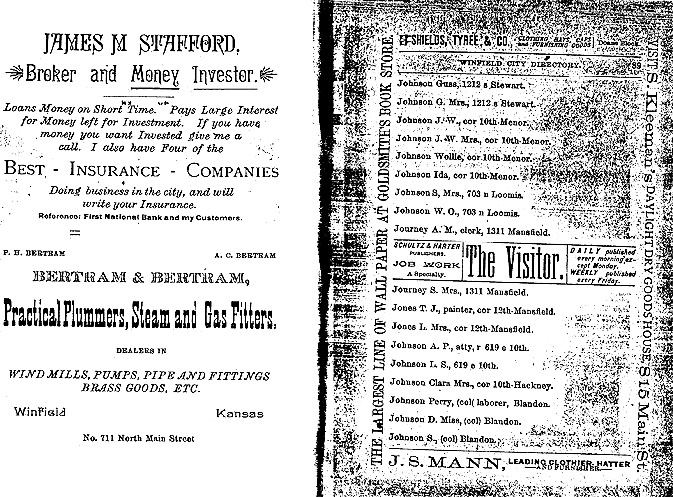 JAMES M STAFFORD,
Broker and Money Investor.
Loans Money on Short Time. Pays Large Interest
for Money left for Investment. If you have
money you want Invested give me a
call. I also have Four of the
BEST - INSURANCE - COMPANIES
Doing business in the city, and will
write your Insurance.
Reference: First National Bank and my Customers.
P. H. BERTRAM A. C. BERTRAM
BERTRAM & BERTRAM,
Practical Plummers, Steam and Gas Fitters.
DEALERS IN
WIND MILLS, PUMPS, PIPE AND FITTINGS
BRASS GOODS, ETC.
Winfield Kansas
No. 711 North Main Street
SHIELDS, TYREE, & CO. CLOTHING HATS CAPS and FURNISHING GOODS
WINFIELD CITY DIRECTORY.
Johnson Guss, 1212 s Stewart.
Johnson G. Mrs., 1212 s Stewart.
Johnson J. W., cor 10th-Menor.
Johnson J. W. Mrs., cor 10th-Menor.
Johnson Wollie, cor 10th-Menor.
Johnson Ida, cor 10th-Menor.
Johnson S, Mrs., 703 n Loomis.
Johnson W. O., 703 n Loomis.
Journey A. M., clerk, 1311 Mansfield.
SCHULTZ & HARTER
PUBLISHERS.
JOB WORK
A Specialty.
The Visitor.
DAILY published
every morning ex-
cept Monday.
WEEKLY published
every Friday.
Journey S. Mrs., 1311 Mansfield.
Jones T. J., painter, cor 12th-Mansfield.
Jones L. Mrs., cor 12th-Mansfield.
Johnson A. P., atty, r 619 e 10th.
Johnson L. S., 619 e 10th.
Johnson Clara Mrs., cor 10th-Hackney.
Johnson Perry, (col) laborer, Blandon.
Johnson D. Miss, (col) Blandon.
Johnson S., (col) Blandon.
J. S. MANN, LEADING CLOTHIER, HATTER
THE LARGEST LINE OF WALL PAPER AT GOLDSMITH'S BOOK STORE
S. Kleeman's DAYLIGHT DRY GOODS HOUSE 815 Main St.